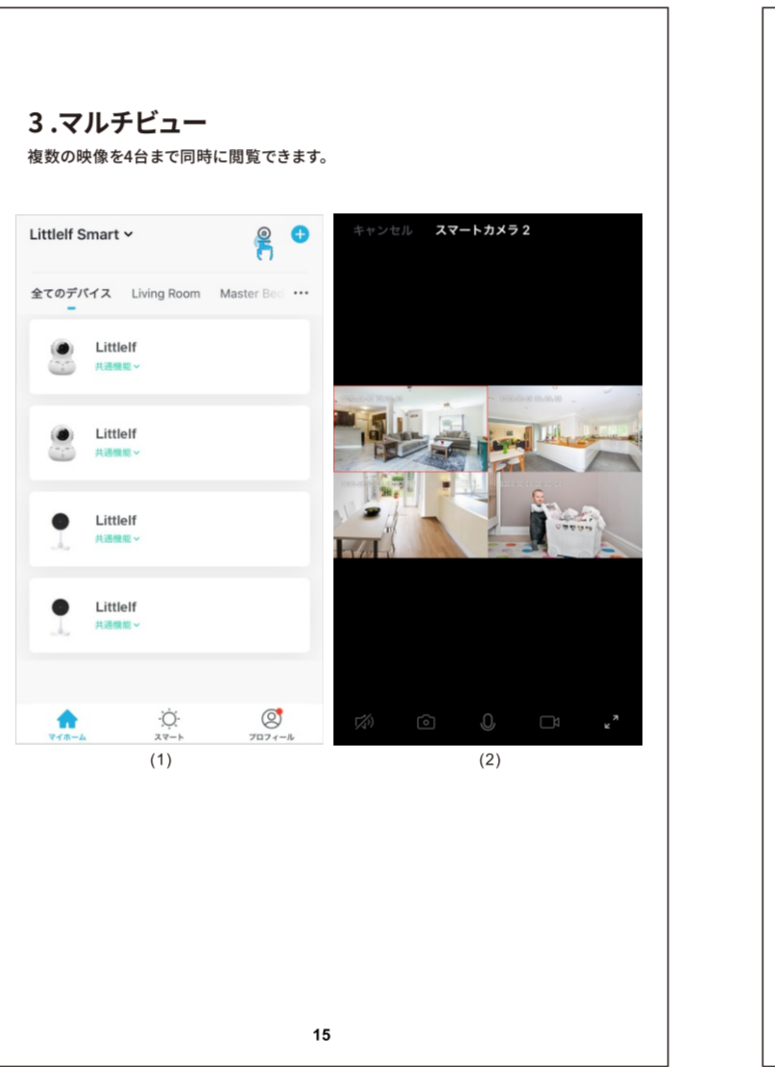 3 .マルチビュー
複数の映像を4台まで同時に閲覧できます。
Littlelf Smart
全てのデバイス Living Room Master Bed
Littlelf
共通機能
Littlelf
共通機能
Littlelf
共通機能
Littlelf
共通機能
マイホーム スマート プロフィール
(1)
キャンセル スマートカメラ 2
(2)
15